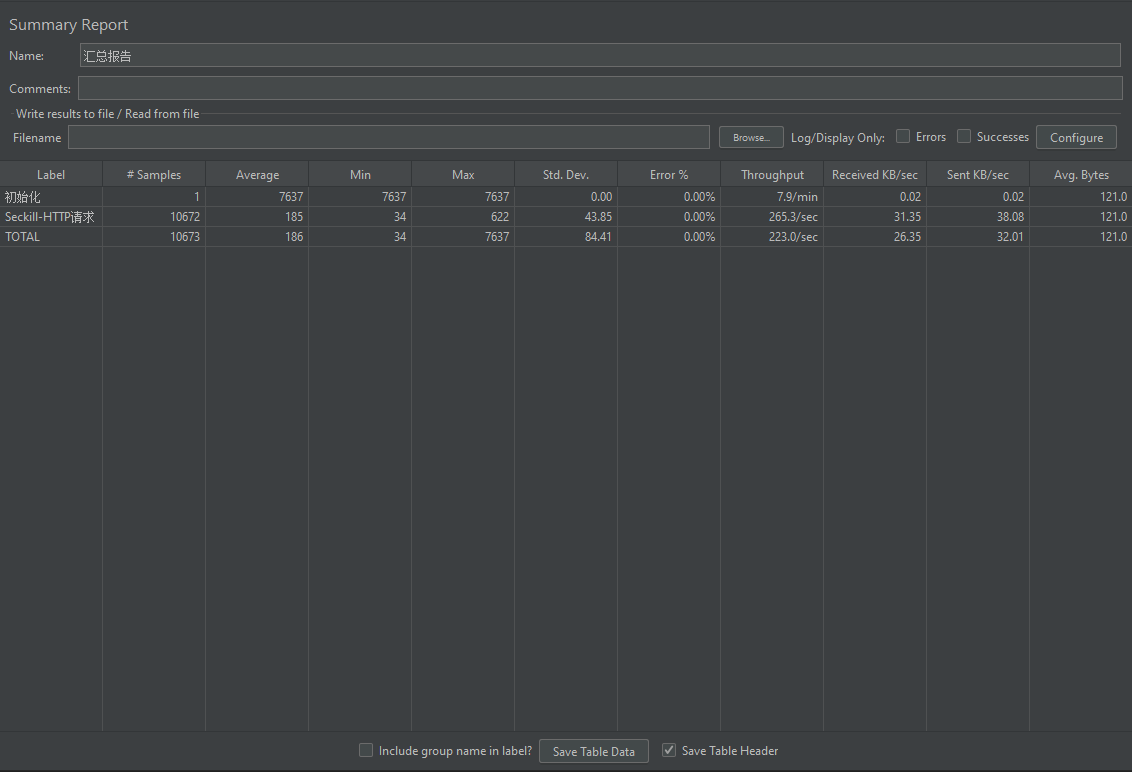 Summary Report
Name: 汇总报告
Comments:
Write results to file / Read from file
Filename Browse... Log/Display Only: Errors Successes Configure
Label # Samples Average Min Max Std. Dev. Error % Throughput Received KB/sec Sent KB/sec Avg. Bytes
初始化 1 7637 7637 7637 0.00 0.00% 7.9/min 0.02 0.02 121.0
Seckill-HTTP请求 10672 185 34 622 43.85 0.00% 265.3/sec 31.35 38.08 121.0
TOTAL 10673 186 34 7637 84.41 0.00% 223.0/sec 26.35 32.01 121.0
Include group name in label? Save Table Data Save Table Header